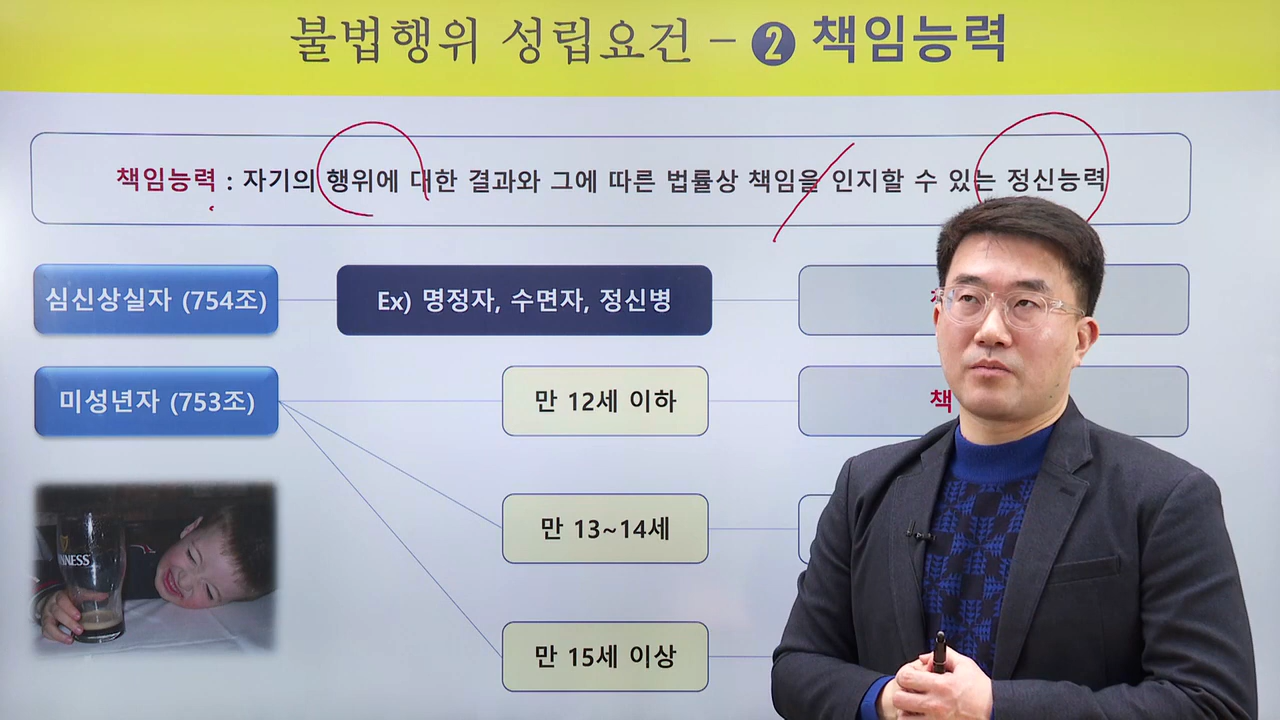 불법행위 성립요건 - ❷ 책임능력
책임능력 : 자기의 행위에 대한 결과와 그에 따른 법률상 책임을 인지할 수 있는 정신능력
심신상실자 (754조)
Ex) 명정자, 수면자, 정신병
미성년자 (753조)
만 12세 이하
책
만 13~14세
만 15세 이상